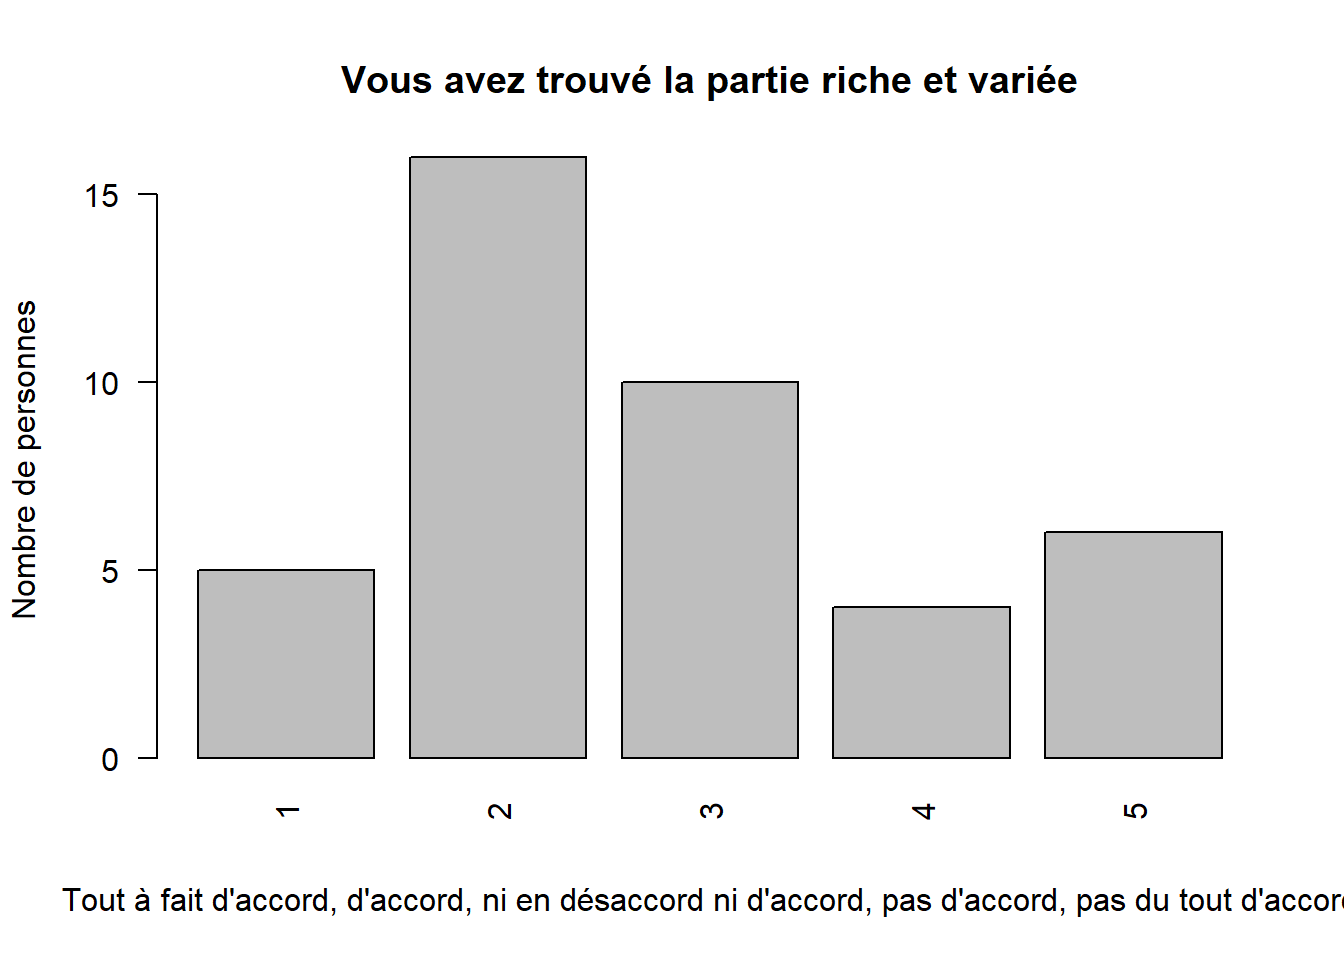 Vous avez trouvé la partie riche et variée
15
10
5
0
Nombre de personnes
1 2 3 4 5
Tout à fait d'accord, d'accord, ni en désaccord ni d'accord, pas d'accord, pas du tout d'accor